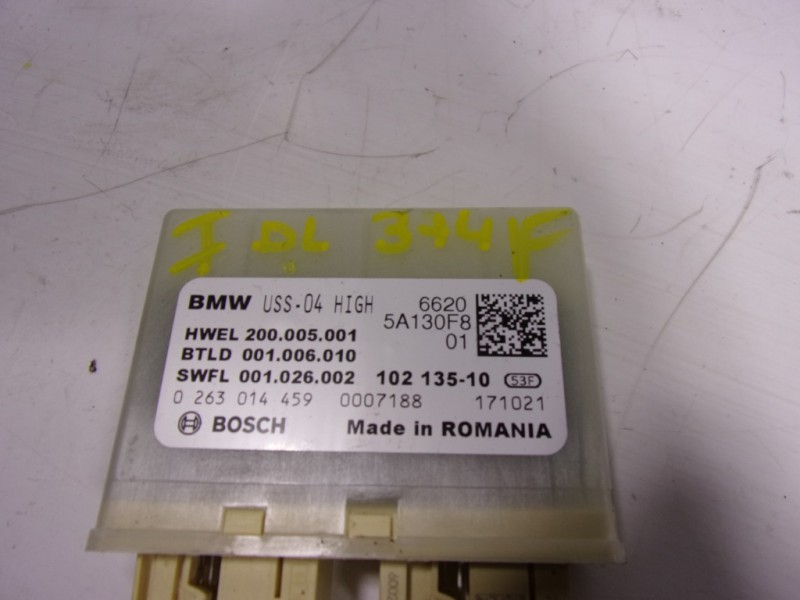 I DL 374F
BMW USS-04 HIGH 6620
5A130F8
HWEL 200.005.001 01
BTLD 001.006.010
SWFL 001.026.002 102 135-10 53F
0 263 014 459 0007188 171021
BOSCH Made in ROMANIA